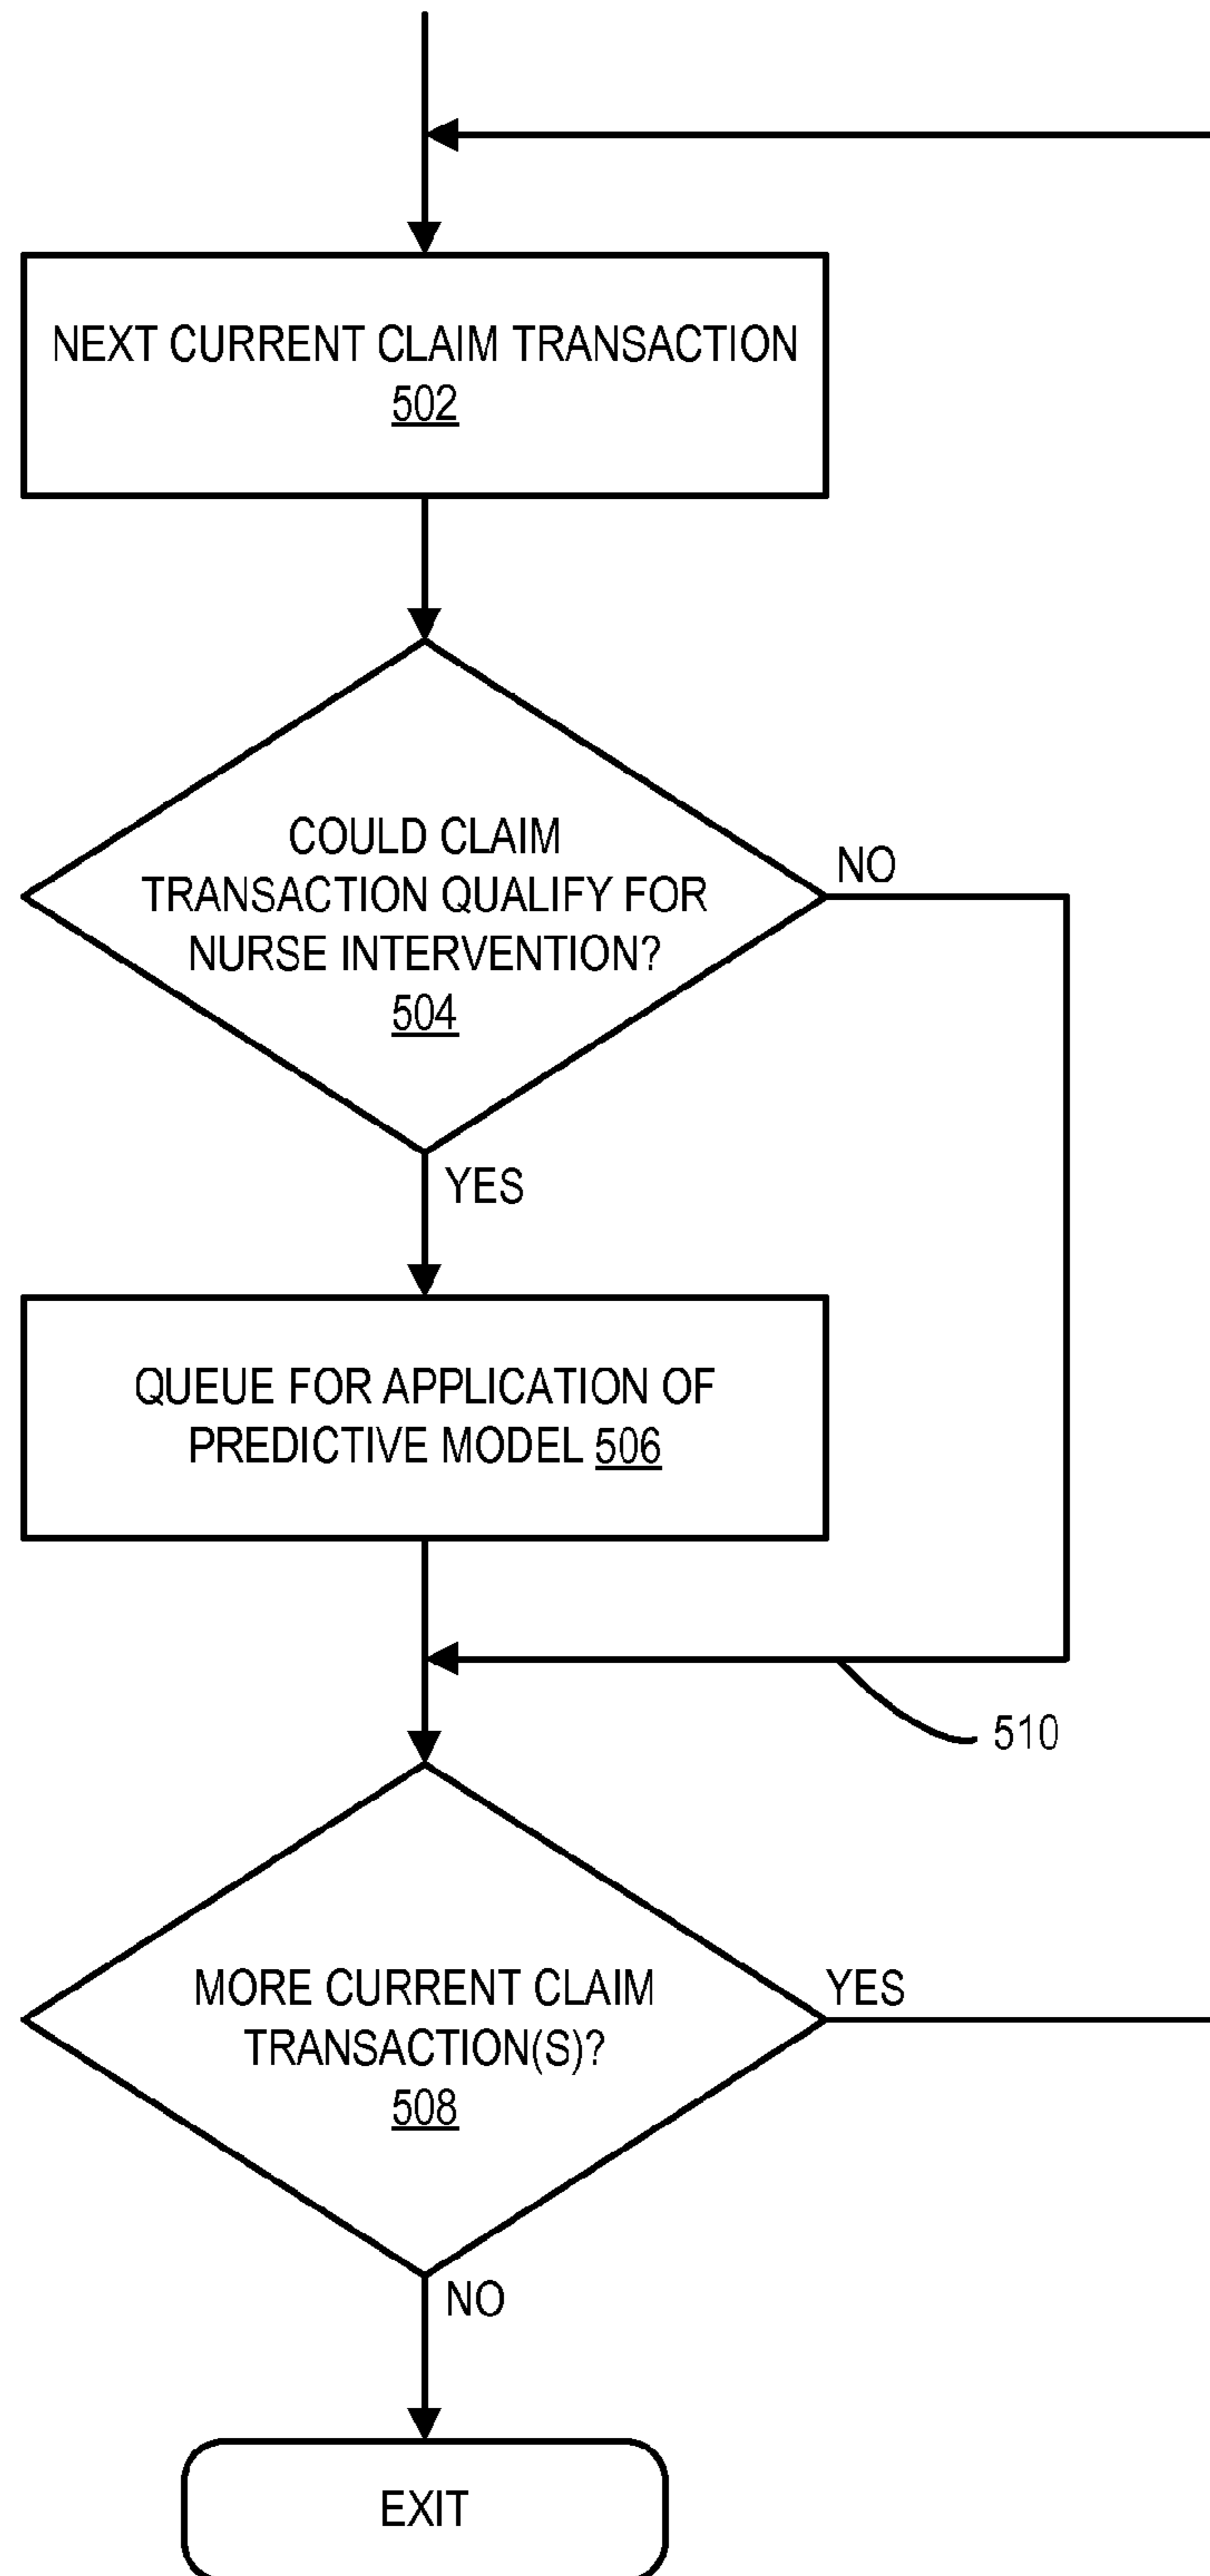 NEXT CURRENT CLAIM TRANSACTION
502
COULD CLAIM
TRANSACTION QUALIFY FOR
NURSE INTERVENTION?
504
NO
YES
QUEUE FOR APPLICATION OF
PREDICTIVE MODEL 506
510
MORE CURRENT CLAIM
TRANSACTION(S)?
508
YES
NO
EXIT